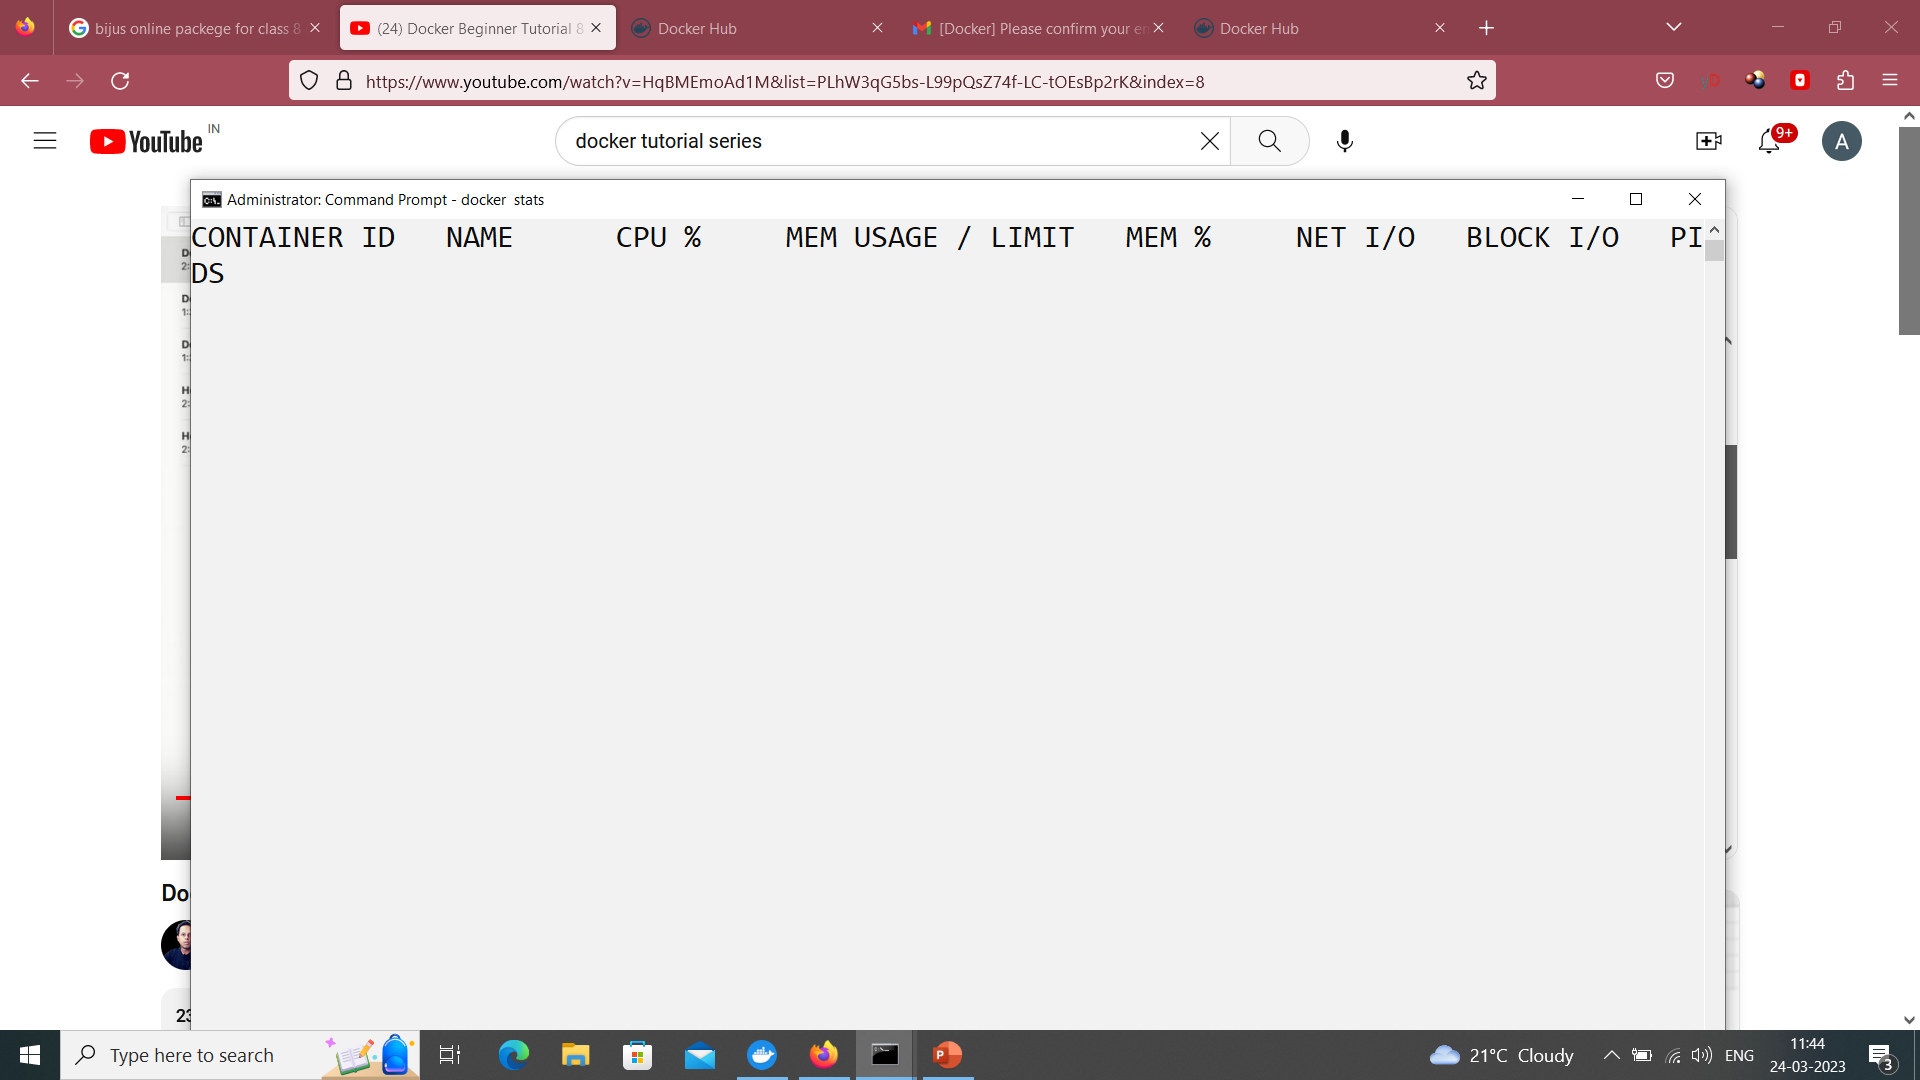 bijus online packege for class 8
(24) Docker Beginner Tutorial 8
Docker Hub
[Docker] Please confirm your em
Docker Hub
https://www.youtube.com/watch?v=HqBMEmoAd1M&list=PLhW3qG5bs-L99pQsZ74f-LC-tOEsBp2rK&index=8
YouTube IN
docker tutorial series
9+
A
Administrator: Command Prompt - docker  stats
CONTAINER ID   NAME      CPU %     MEM USAGE / LIMIT   MEM %     NET I/O   BLOCK I/O   PI
DS
Do
23
Type here to search
21°C Cloudy
ENG
11:44
24-03-2023
3